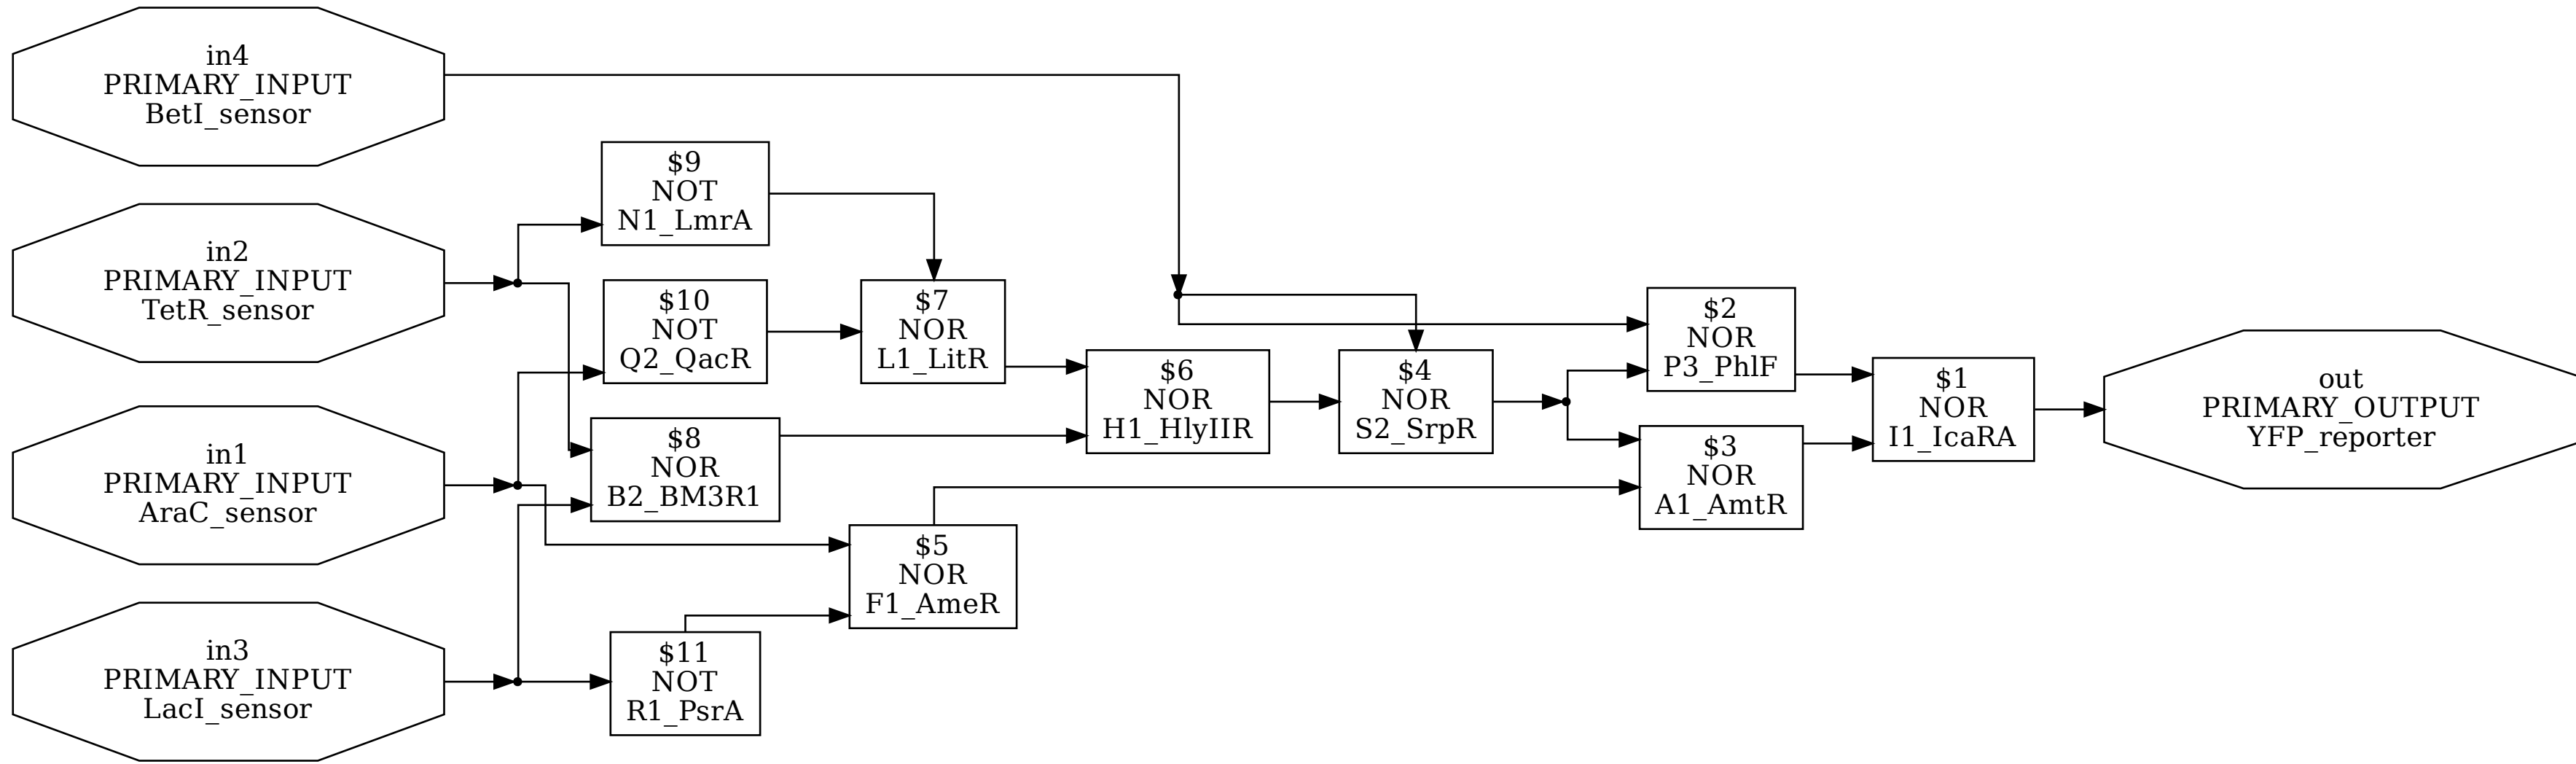 in4
PRIMARY_INPUT
BetI_sensor
in2
PRIMARY_INPUT
TetR_sensor
in1
PRIMARY_INPUT
AraC_sensor
in3
PRIMARY_INPUT
LacI_sensor
$9
NOT
N1_LmrA
$10
NOT
Q2_QacR
$8
NOR
B2_BM3R1
$11
NOT
R1_PsrA
$7
NOR
L1_LitR
$5
NOR
F1_AmeR
$6
NOR
H1_HlyIIR
$4
NOR
S2_SrpR
$2
NOR
P3_PhlF
$3
NOR
A1_AmtR
$1
NOR
I1_IcaRA
out
PRIMARY_OUTPUT
YFP_reporter